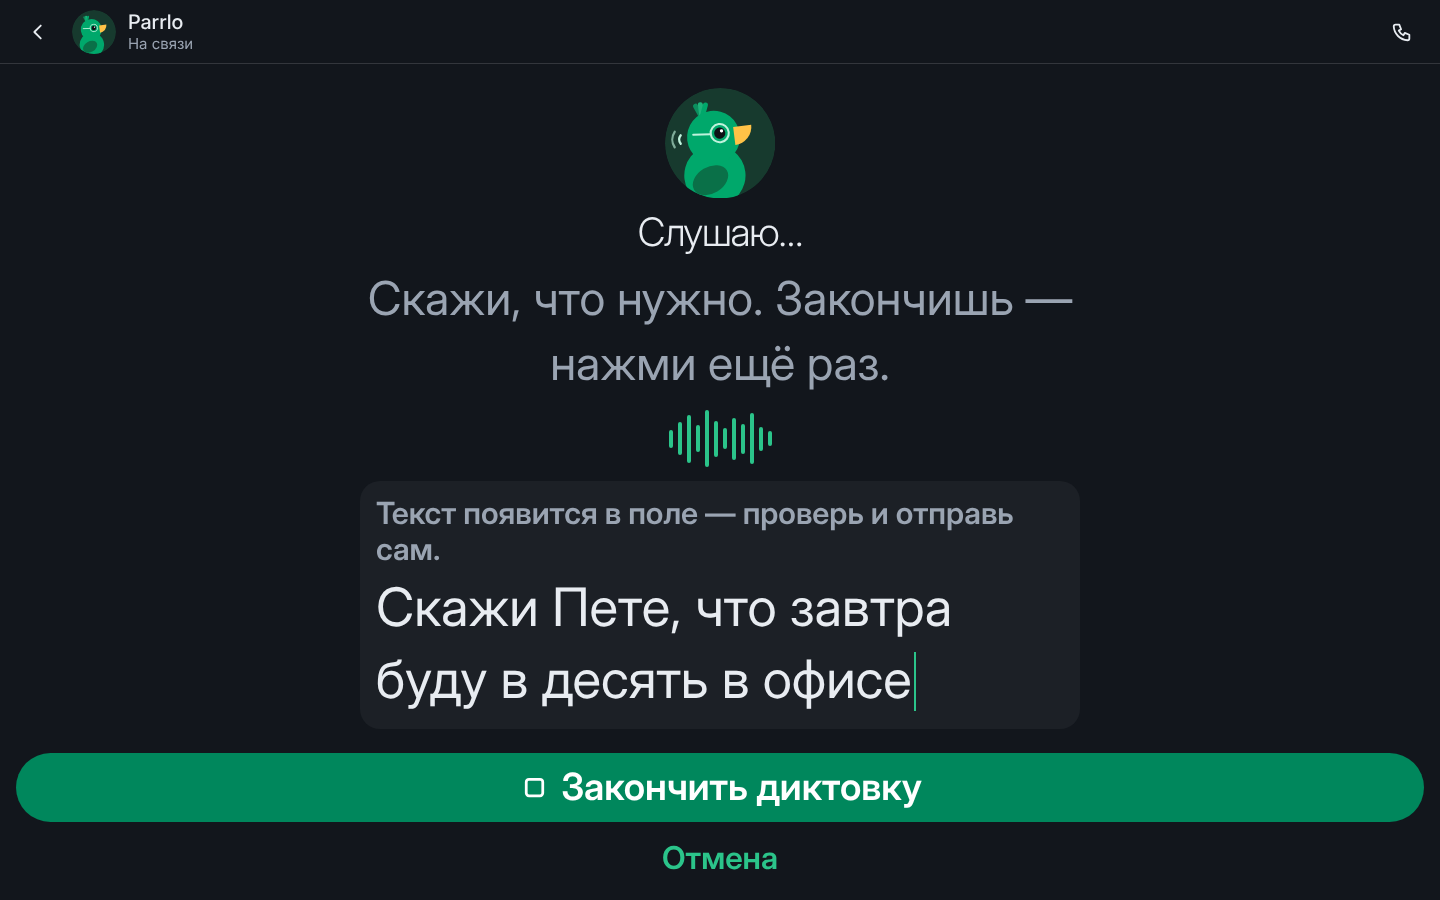 Parrlo
На связи
Слушаю...
Скажи, что нужно. Закончишь —
нажми ещё раз.
Текст появится в поле — проверь и отправь
сам.
Скажи Пете, что завтра
буду в десять в офисе
Закончить диктовку
Отмена